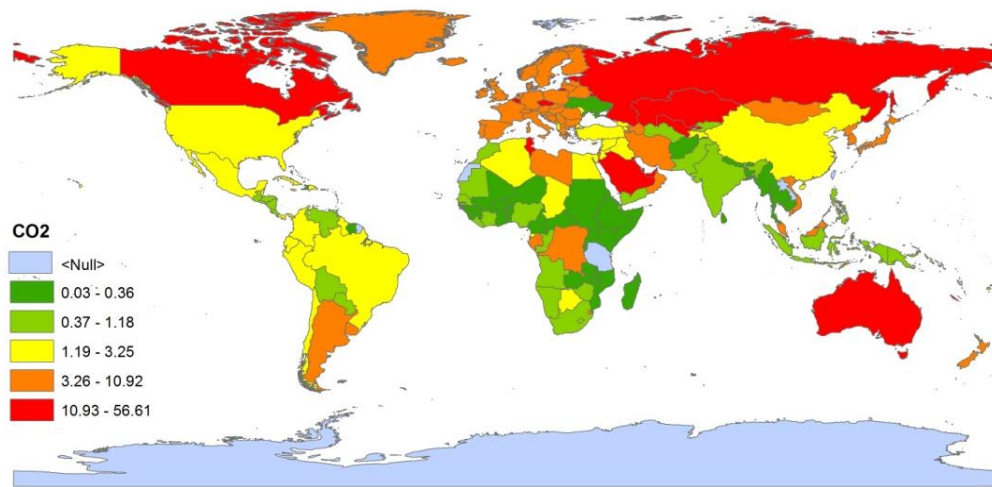 CO2
<Null>
0.03 - 0.36
0.37 - 1.18
1.19 - 3.25
3.26 - 10.92
10.93 - 56.61